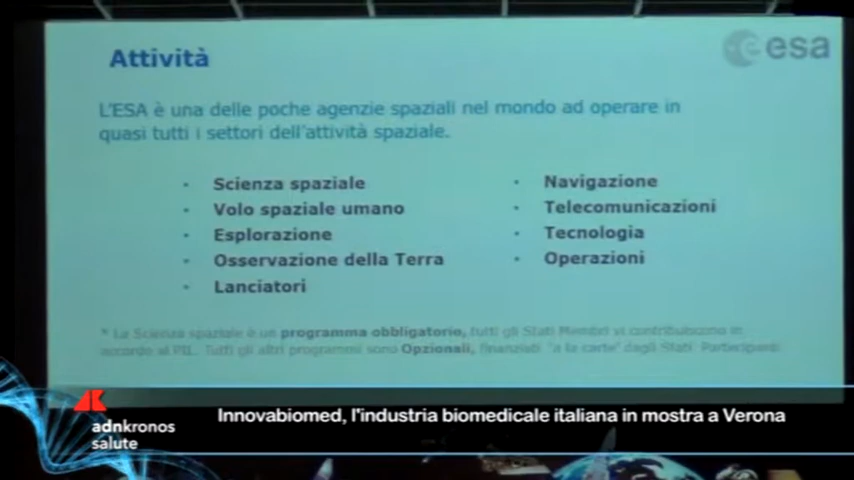 Attività
esa
L'ESA è una delle poche agenzie spaziali nel mondo ad operare in
quasi tutti i settori dell'attività spaziale.
• Scienza spaziale
• Volo spaziale umano
• Esplorazione
• Osservazione della Terra
• Lanciatori
• Navigazione
• Telecomunicazioni
• Tecnologia
• Operazioni
* La Scienza spaziale è un programma obbligatorio, tutti gli Stati Membri vi contribuiscono in
accordo al PIL. Tutti gli altri programmi sono Opzionali, finanziati "a la carte" dagli Stati Partecipanti
Innovabiomed, l'industria biomedicale italiana in mostra a Verona
adnkronos
salute